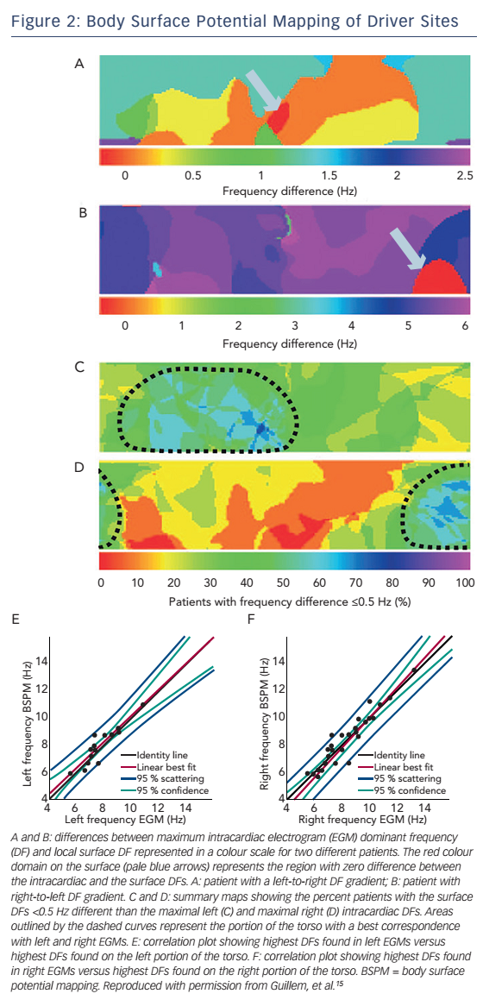 Figure 2: Body Surface Potential Mapping of Driver Sites
A
0 0.5 1 1.5 2 2.5
Frequency difference (Hz)
B
0 1 2 3 4 5 6
Frequency difference (Hz)
C
D
0 10 20 30 40 50 60 70 80 90 100
Patients with frequency difference ≤0.5 Hz (%)
E
Left frequency BSPM (Hz)
14
12
10
8
6
4
4 6 8 10 12 14
Left frequency EGM (Hz)
Identity line
Linear best fit
95 % scattering
95 % confidence
F
Right frequency BSPM (Hz)
14
12
10
8
6
4
4 6 8 10 12 14
Right frequency EGM (Hz)
Identity line
Linear best fit
95 % scattering
95 % confidence
A and B: differences between maximum intracardiac electrogram (EGM) dominant frequency
(DF) and local surface DF represented in a colour scale for two different patients. The red colour
domain on the surface (pale blue arrows) represents the region with zero difference between
the intracardiac and the surface DFs. A: patient with a left-to-right DF gradient; B: patient with
right-to-left DF gradient. C and D: summary maps showing the percent patients with the surface
DFs <0.5 Hz different than the maximal left (C) and maximal right (D) intracardiac DFs. Areas
outlined by the dashed curves represent the portion of the torso with a best correspondence
with left and right EGMs. E: correlation plot showing highest DFs found in left EGMs versus
highest DFs found on the left portion of the torso. F: correlation plot showing highest DFs found
in right EGMs versus highest DFs found on the right portion of the torso. BSPM = body surface
potential mapping. Reproduced with permission from Guillem, et al.¹⁵